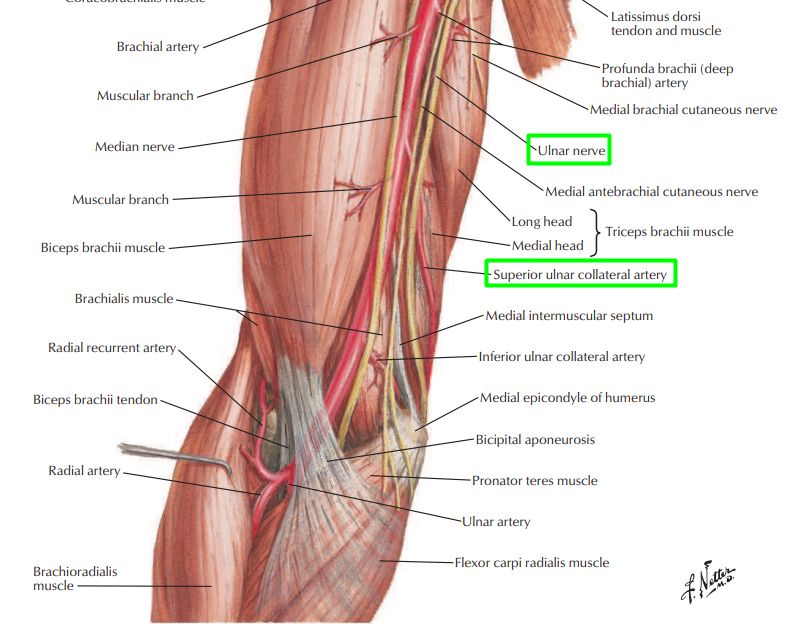 Coracobrachialis muscle
Latissimus dorsi
tendon and muscle
Brachial artery
Profunda brachii (deep
brachial) artery
Muscular branch
Medial brachial cutaneous nerve
Median nerve
Ulnar nerve
Muscular branch
Medial antebrachial cutaneous nerve
Long head
Triceps brachii muscle
Medial head
Biceps brachii muscle
Superior ulnar collateral artery
Brachialis muscle
Medial intermuscular septum
Radial recurrent artery
Inferior ulnar collateral artery
Biceps brachii tendon
Medial epicondyle of humerus
Bicipital aponeurosis
Radial artery
Pronator teres muscle
Ulnar artery
Flexor carpi radialis muscle
Brachioradialis
muscle
F. Netter
M.D.